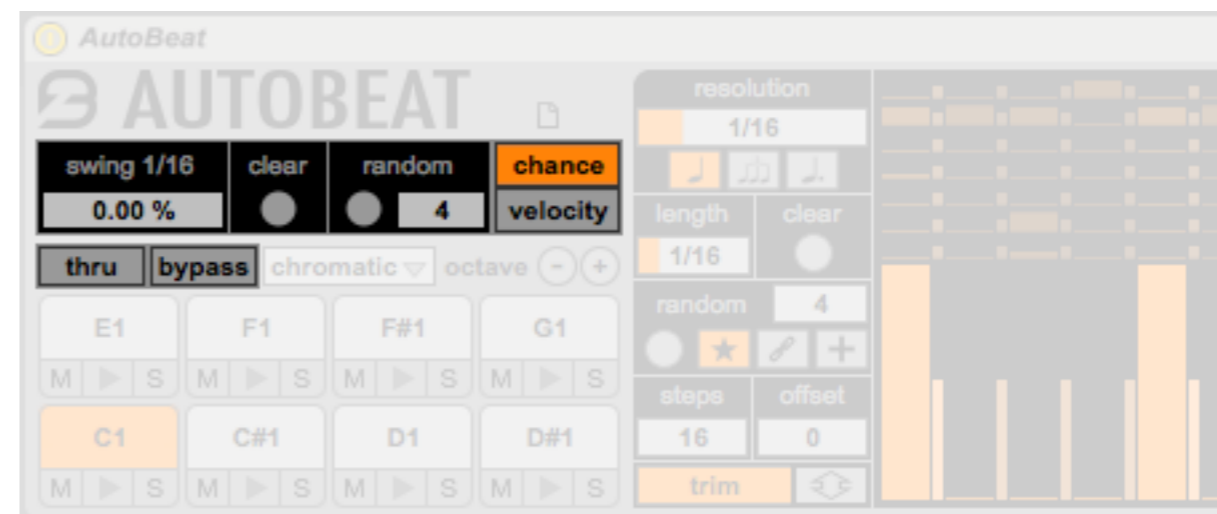 AutoBeat
AUTOBEAT
swing 1/16 clear random chance
0.00 % 4 velocity
thru bypass chromatic octave - +
E1 F1 F#1 G1
M S M S M S M S
C1 C#1 D1 D#1
M S M S M S M S
resolution
1/16
length clear
1/16
random 4
steps offset
16 0
trim